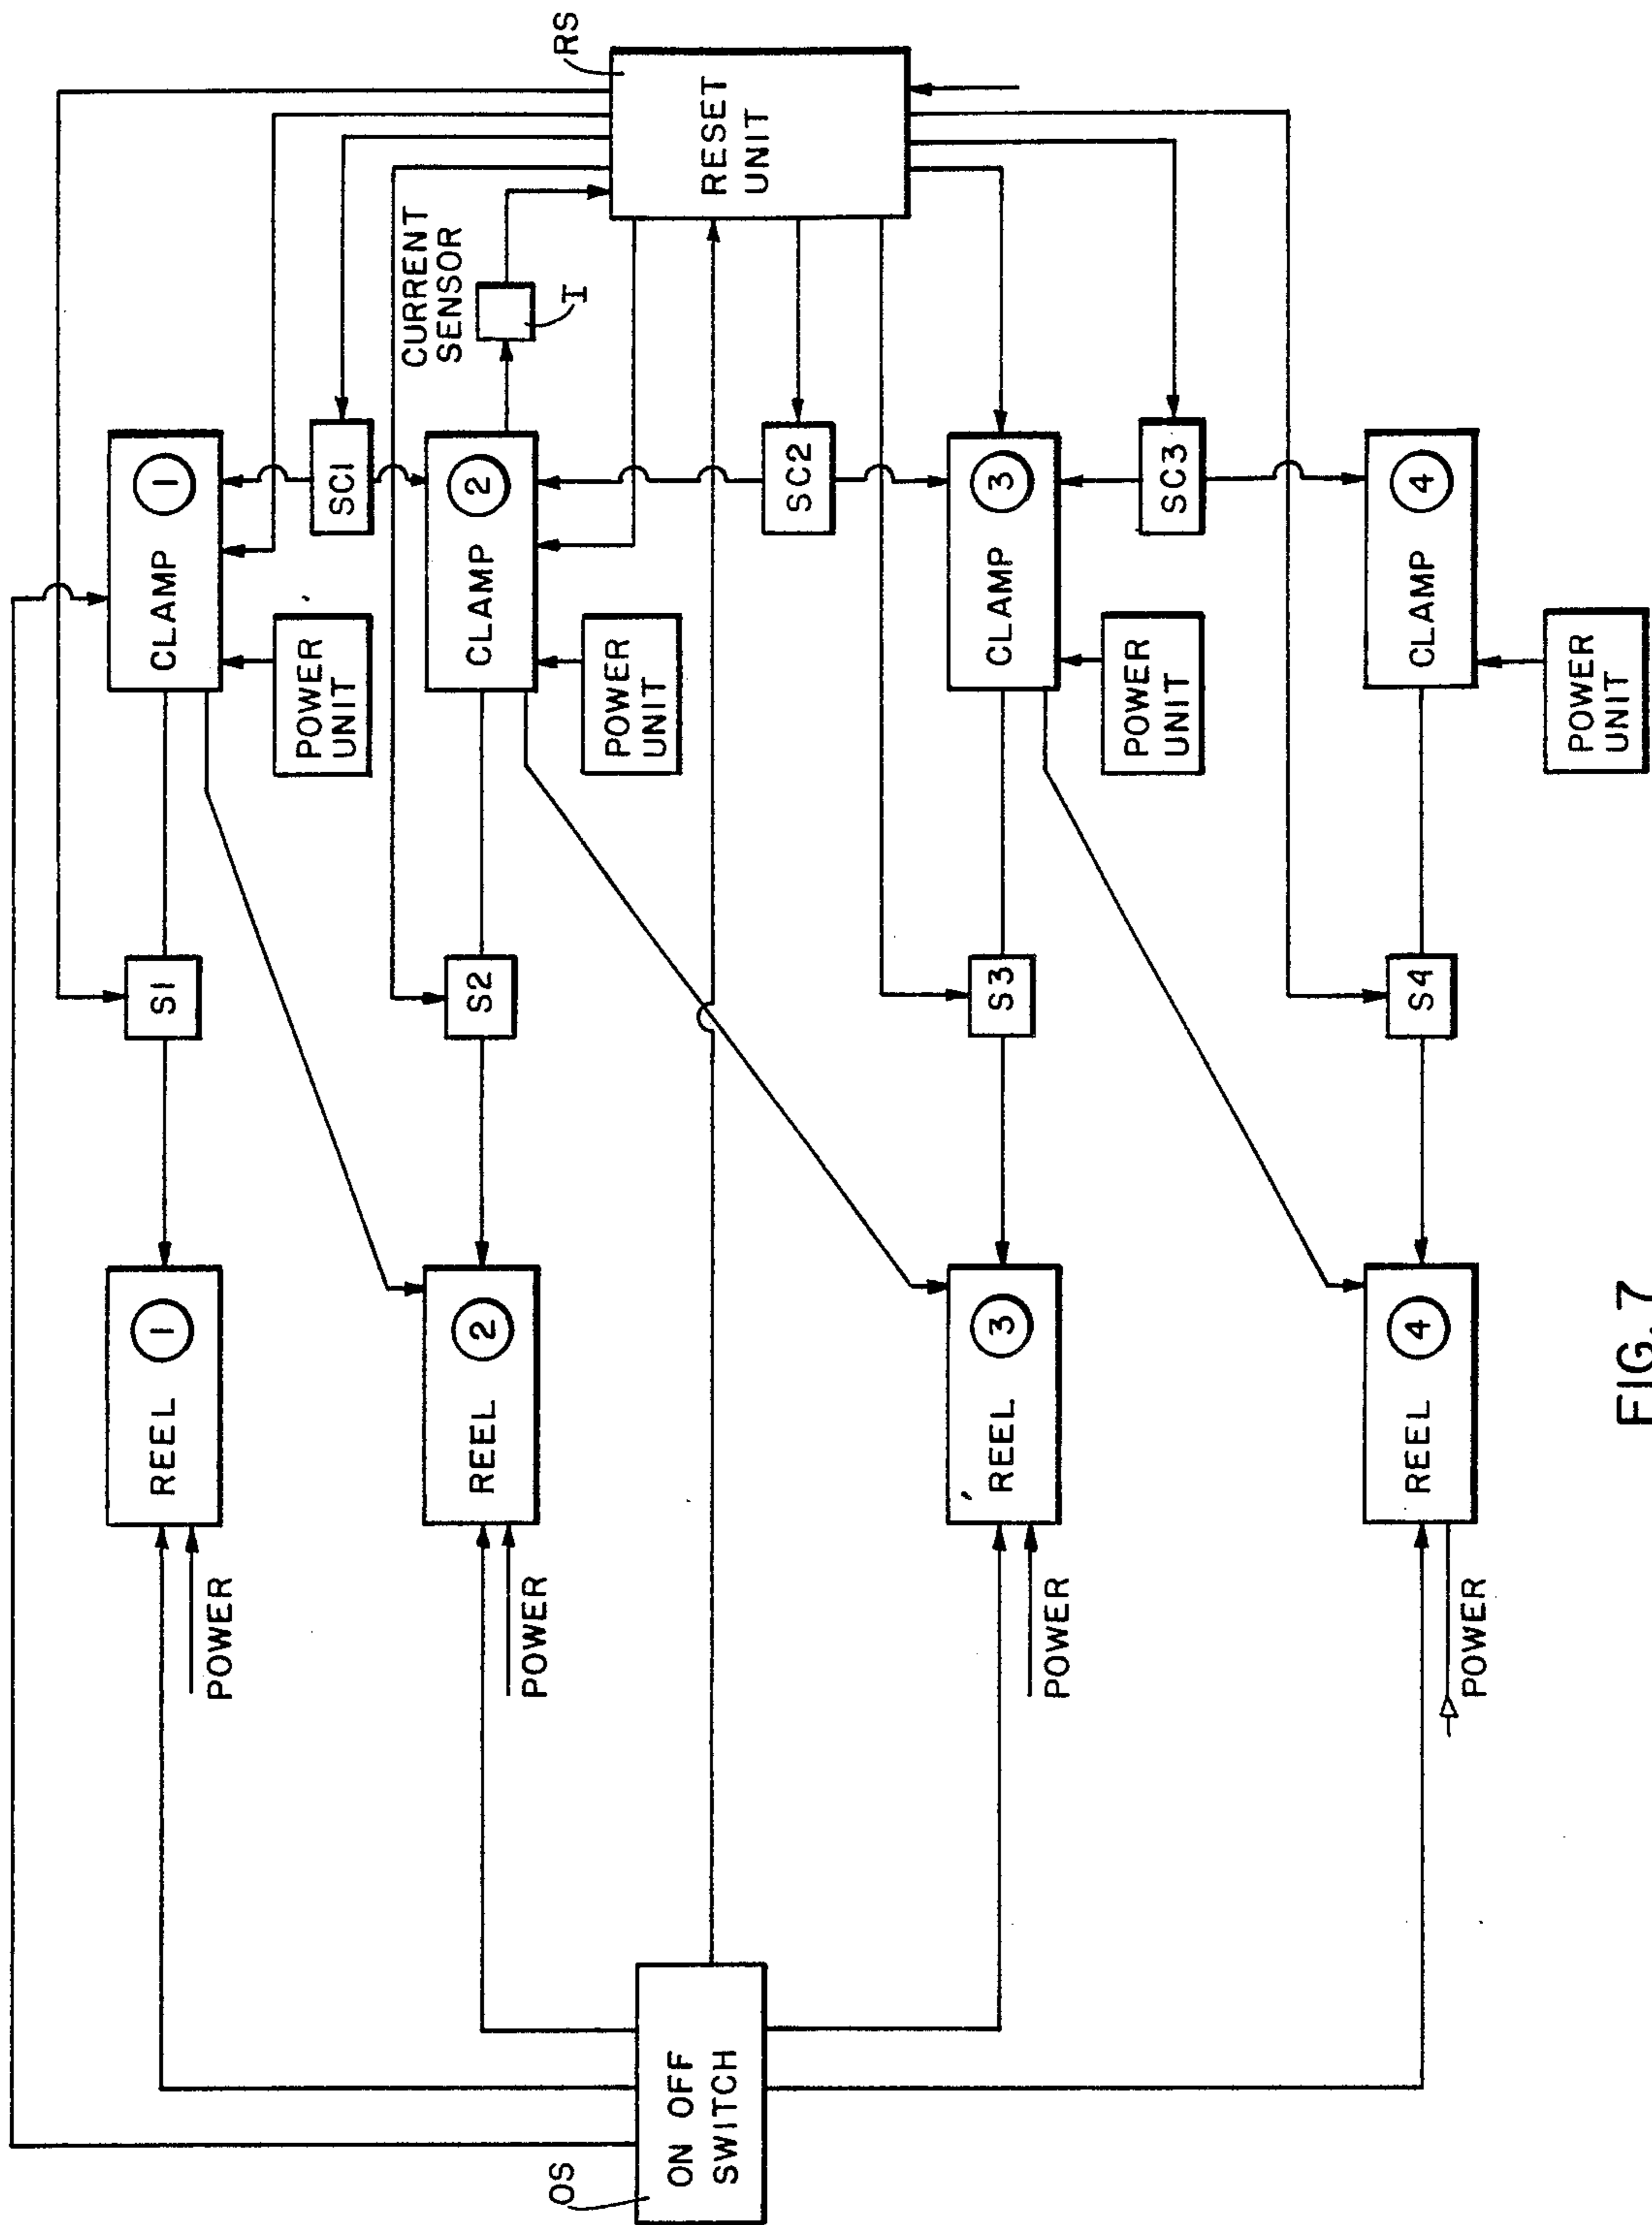 OS
ON OFF
SWITCH
POWER
REEL 1
S1
CLAMP 1
POWER
UNIT
SC1
POWER
REEL 2
S2
CLAMP 2
POWER
UNIT
CURRENT
SENSOR
I
SC2
RS
RESET
UNIT
POWER
REEL 3
S3
CLAMP 3
POWER
UNIT
SC3
POWER
REEL 4
S4
CLAMP 4
POWER
UNIT
FIG. 7